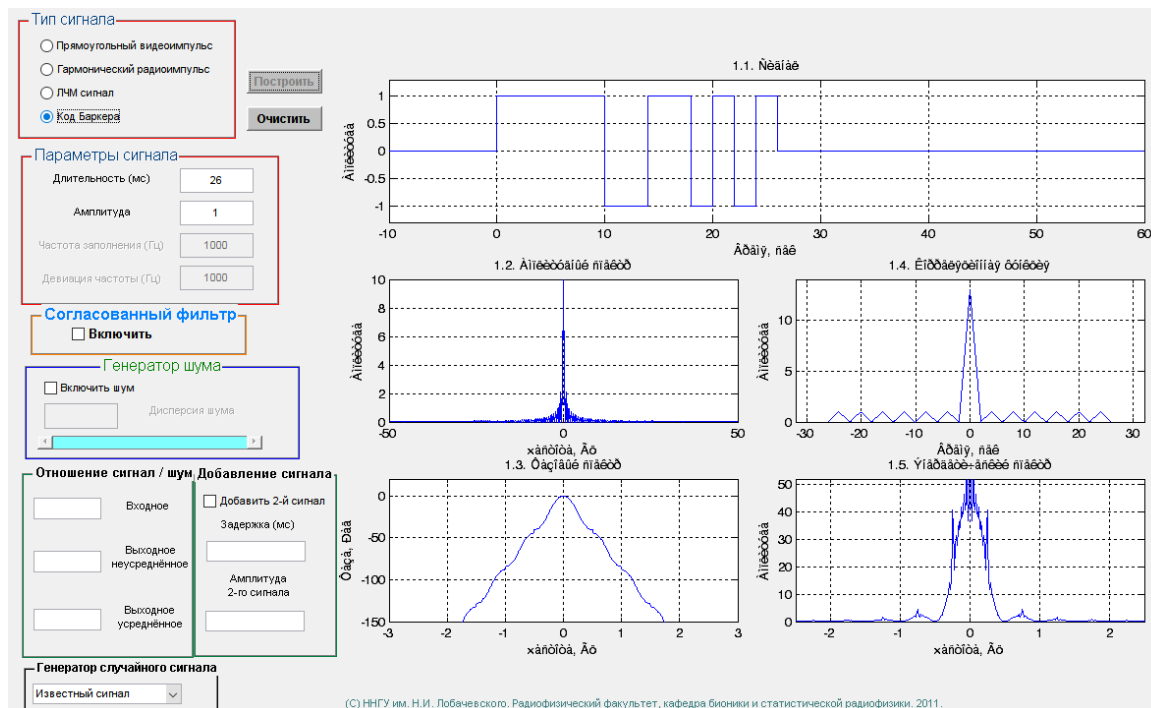 Тип сигнала
Прямоугольный видеоимпульс
Гармонический радиоимпульс
ЛЧМ сигнал
Код Баркера
Построить
Очистить
Параметры сигнала
Длительность (мс) 26
Амплитуда 1
Частота заполнения (Гц) 1000
Девиация частоты (Гц) 1000
Согласованный фильтр
Включить
Генератор шума
Включить шум
Дисперсия шума
Отношение сигнал / шум
Входное
Выходное
неусреднённое
Выходное
усреднённое
Добавление сигнала
Добавить 2-й сигнал
Задержка (мс)
Амплитуда
2-го сигнала
Генератор случайного сигнала
Известный сигнал
1.1. Ñèãíàë
Àìïëèòóäà
1
0.5
0
-0.5
-1
-10 0 10 20 30 40 50 60
Âðåìÿ, ñåê
1.2. Àìïëèòóäíûé ñïåêòð
Àìïëèòóäà
10
8
6
4
2
0
-50 0 50
×àñòîòà, Ãö
1.3. Ôàçîâûé ñïåêòð
Ôàçà, Ðàä
0
-50
-100
-150
-3 -2 -1 0 1 2 3
×àñòîòà, Ãö
1.4. Êîððåëÿöèîííàÿ ôóíêöèÿ
Àìïëèòóäà
10
5
0
-30 -20 -10 0 10 20 30
Âðåìÿ, ñåê
1.5. Ýíåðãåòè÷åñêèé ñïåêòð
Àìïëèòóäà
50
40
30
20
10
0
-2 -1 0 1 2
×àñòîòà, Ãö
(C) ННГУ им. Н.И. Лобачевского. Радиофизический факультет, кафедра бионики и статистической радиофизики. 2011.